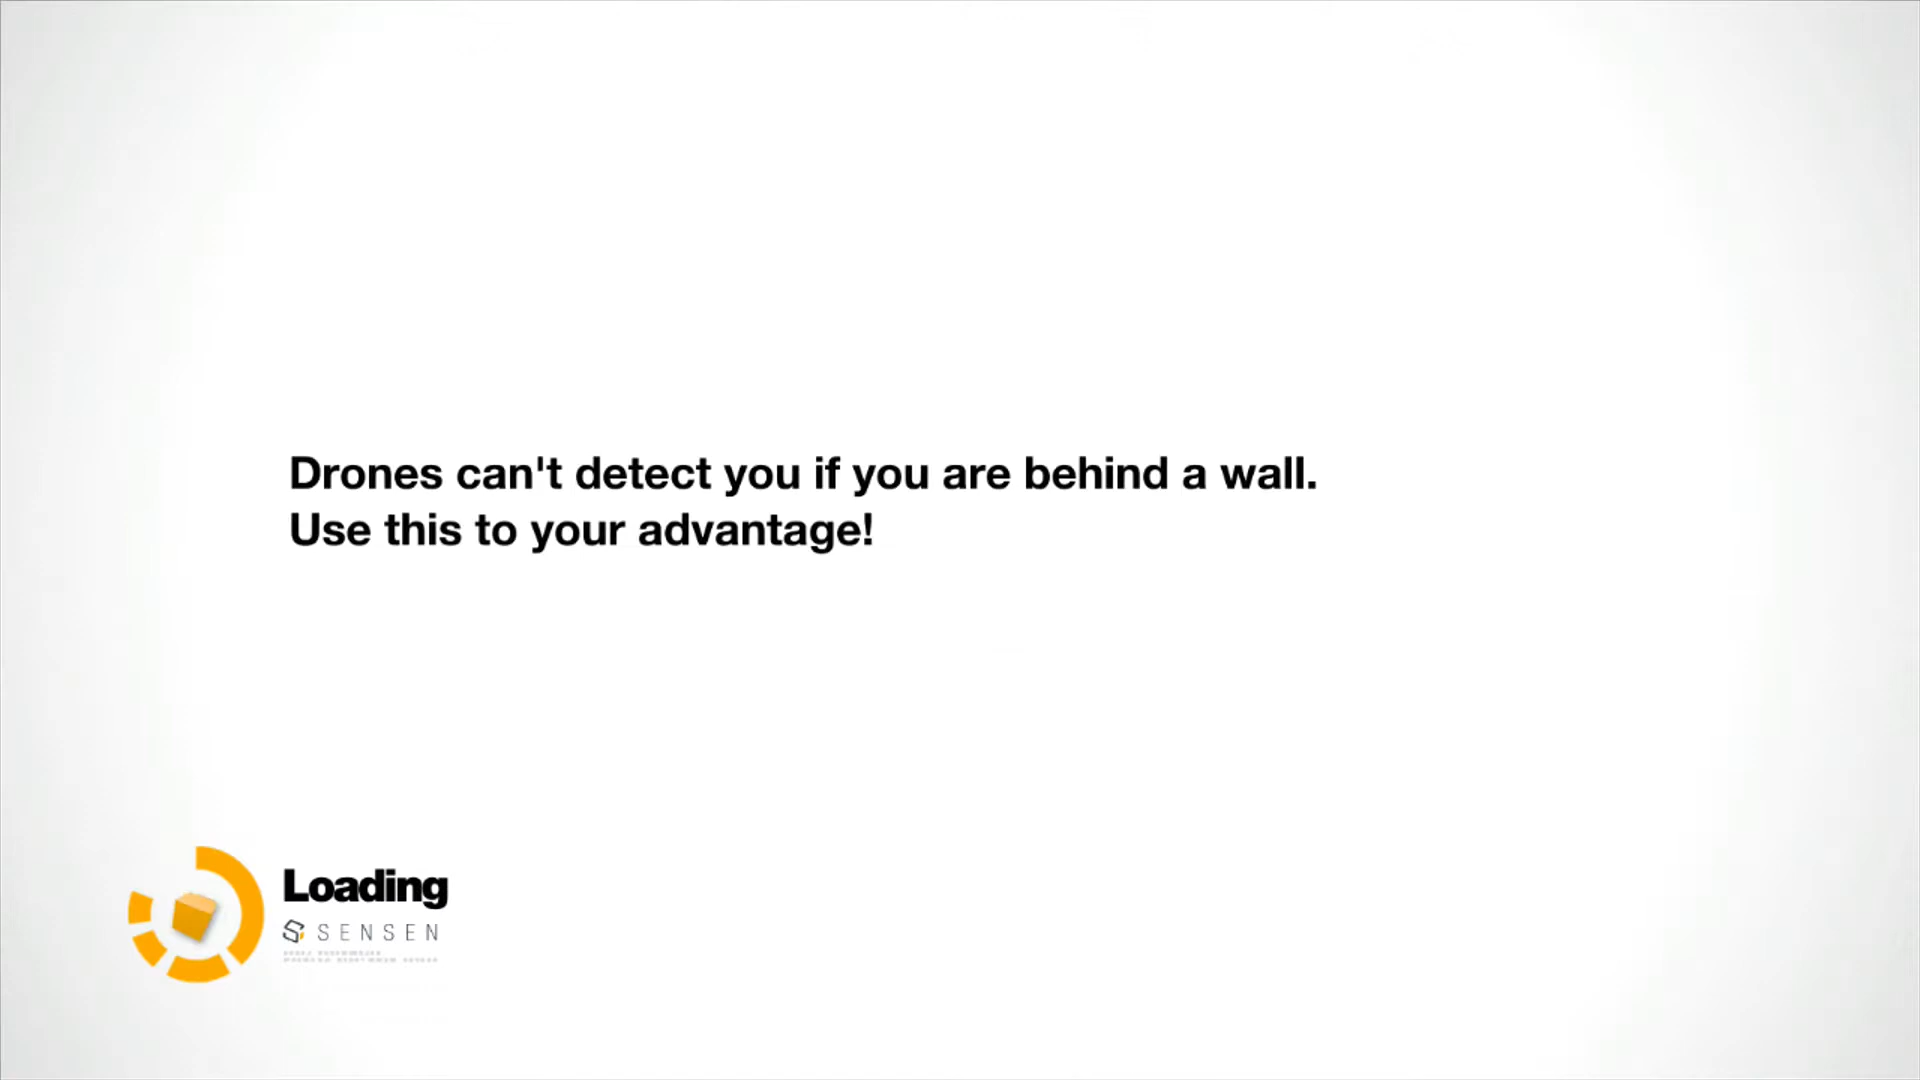 Drones can't detect you if you are behind a wall.
Use this to your advantage!
Loading
SENSEN